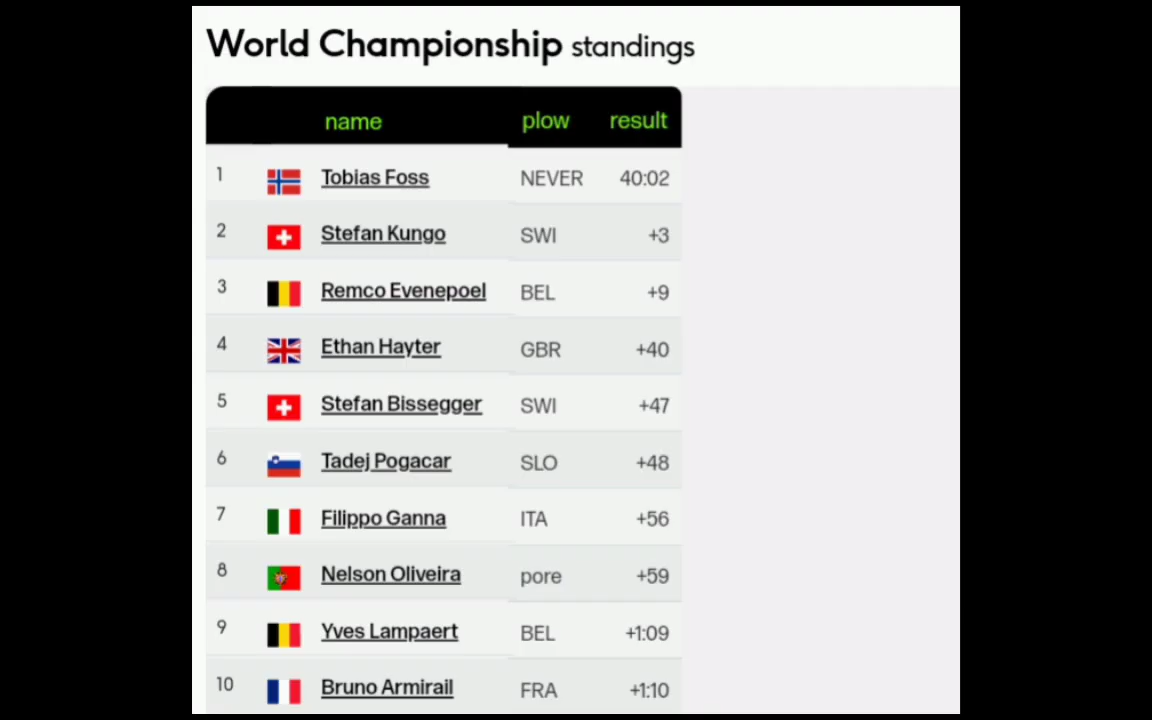 World Championship standings
name plow result
1 Tobias Foss NEVER 40:02
2 Stefan Kungo SWI +3
3 Remco Evenepoel BEL +9
4 Ethan Hayter GBR +40
5 Stefan Bissegger SWI +47
6 Tadej Pogacar SLO +48
7 Filippo Ganna ITA +56
8 Nelson Oliveira pore +59
9 Yves Lampaert BEL +1:09
10 Bruno Armirail FRA +1:10